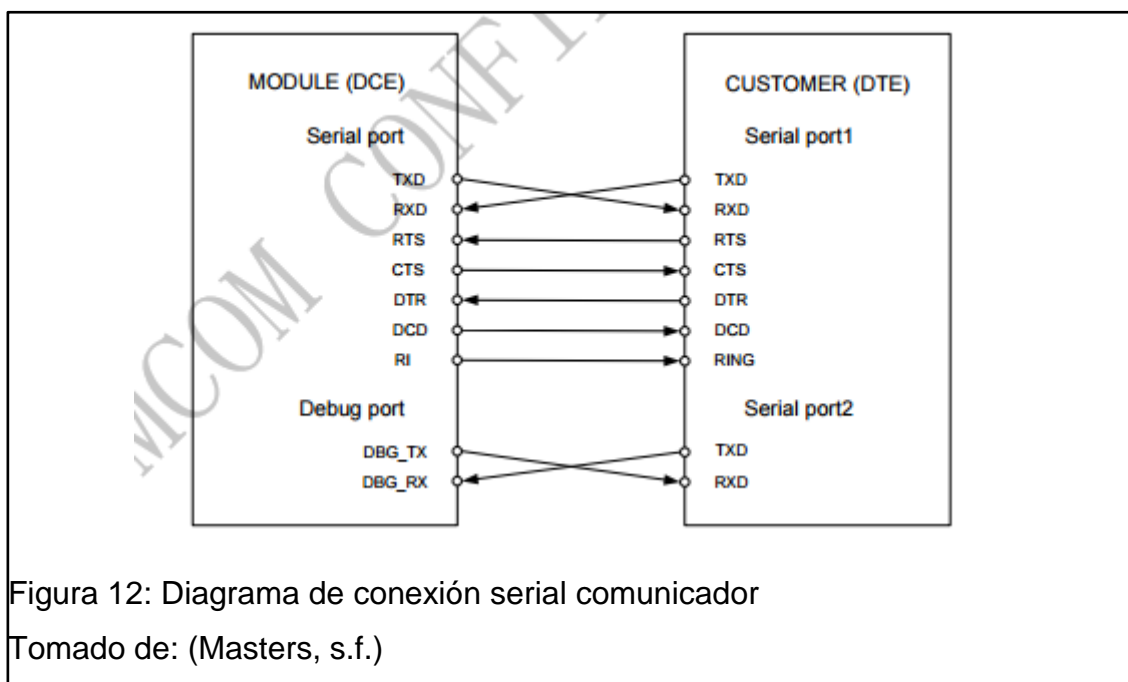 MODULE (DCE)
Serial port
TXD
RXD
RTS
CTS
DTR
DCD
RI
Debug port
DBG_TX
DBG_RX
CUSTOMER (DTE)
Serial port1
TXD
RXD
RTS
CTS
DTR
DCD
RING
Serial port2
TXD
RXD
Figura 12: Diagrama de conexión serial comunicador
Tomado de: (Masters, s.f.)